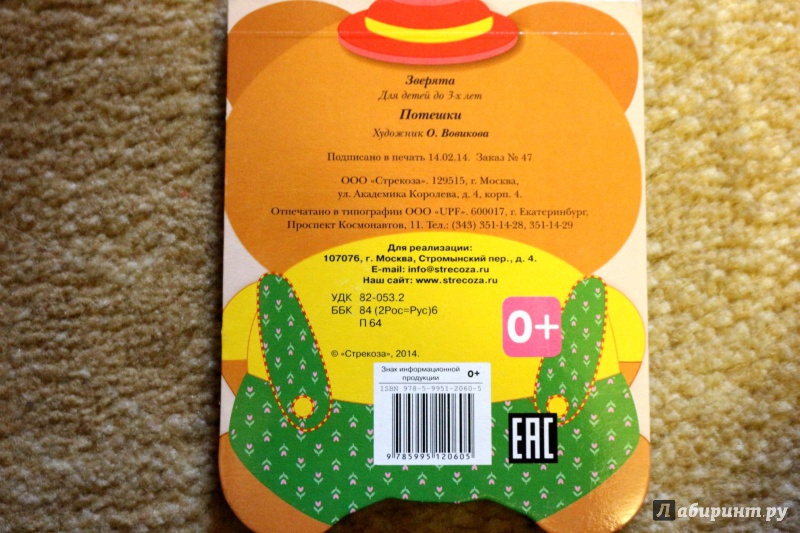 Зверята
Для детей до 3-х лет
Потешки
Художник О. Вовикова
Подписано в печать 14.02.14. Заказ № 47
ООО «Стрекоза». 129515, г. Москва,
ул. Академика Королева, д. 4, корп. 4.
Отпечатано в типографии ООО «UPF». 600017, г. Екатеринбург.
Проспект Космонавтов, 11. Тел.: (343) 351-14-28, 351-14-29
Для реализации:
107076, г. Москва, Стромынский пер., д. 4.
E-mail: info@strecoza.ru
Наш сайт: www.strecoza.ru
УДК 82-053.2
ББК 84 (2Рос=Рус)6
П 64
0+
© «Стрекоза», 2014.
Знак информационной
продукции 0+
ISBN 978-5-9951-2060-5
9 785995 120605
EAC
Лабиринт.ру